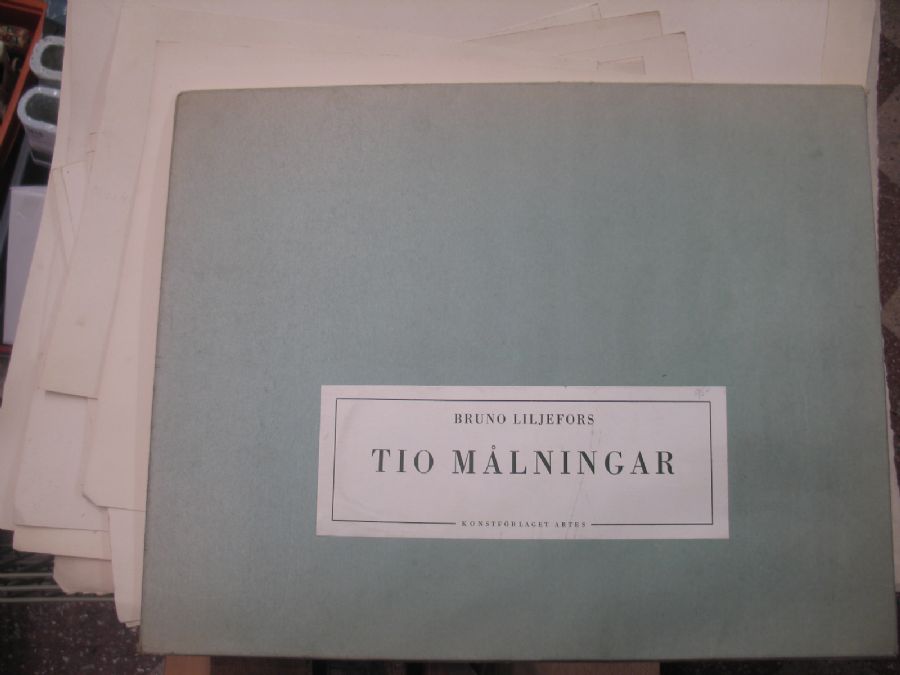 BRUNO LILJEFORS
TIO MÅLNINGAR
KONSTFÖRLAGET ARTES